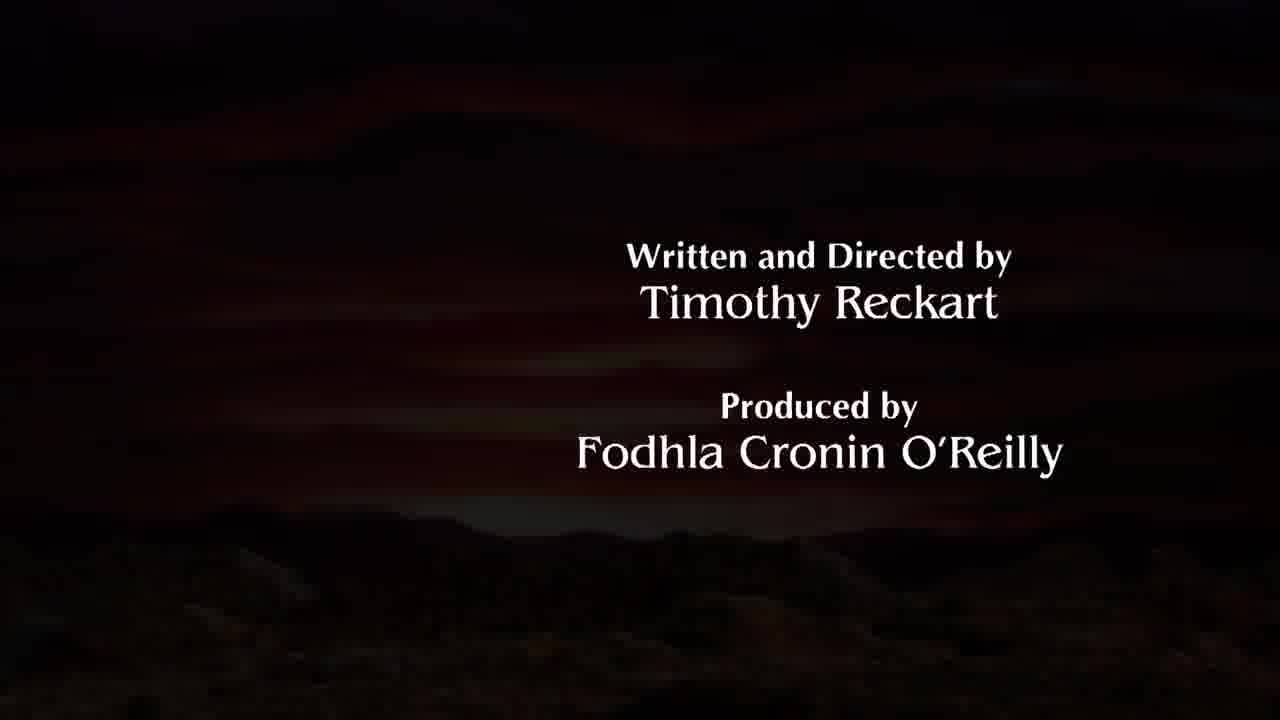 Written and Directed by
Timothy Reckart
Produced by
Fodhla Cronin O'Reilly